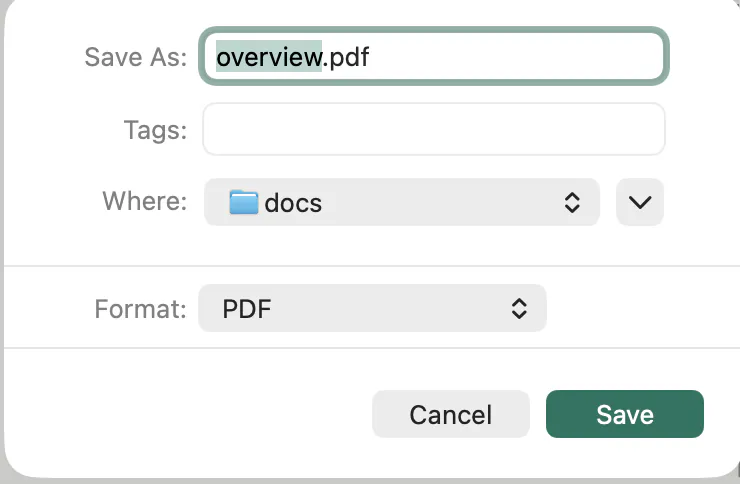 Save As: overview.pdf
Tags:
Where: docs
Format: PDF
Cancel Save